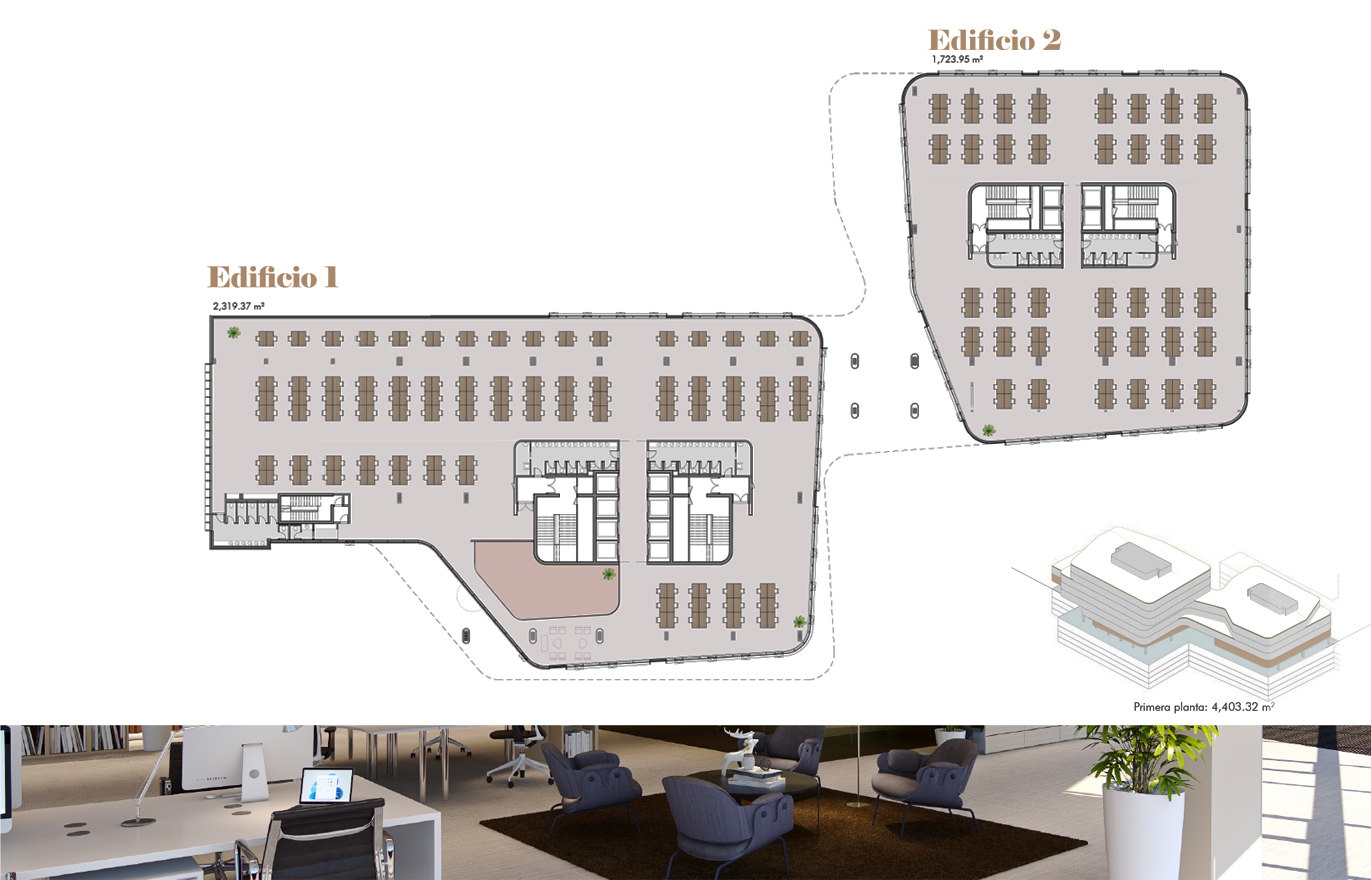 Edificio 2
1,723.95 m²
Edificio 1
2,319.37 m²
Primera planta: 4,403.32 m²